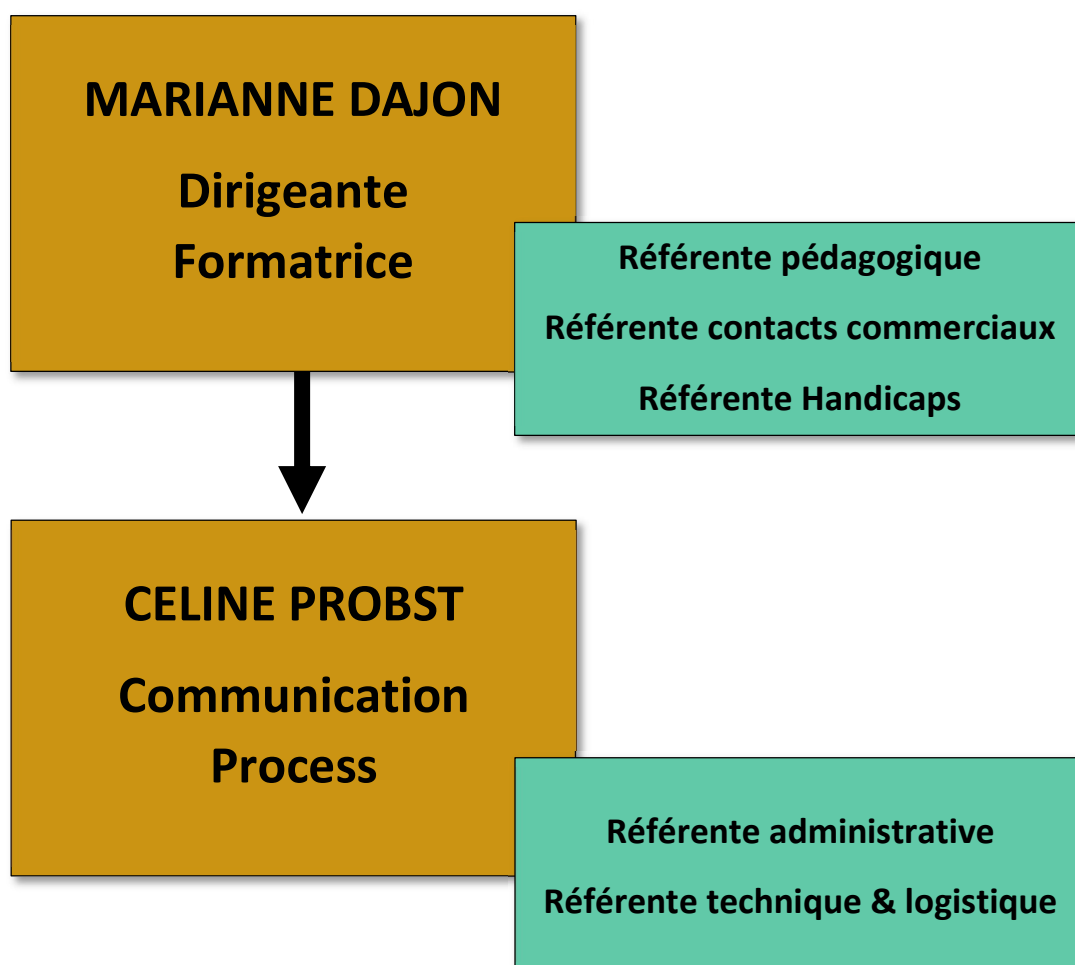 MARIANNE DAJON
Dirigeante
Formatrice
Référente pédagogique
Référente contacts commerciaux
Référente Handicaps
CELINE PROBST
Communication
Process
Référente administrative
Référente technique & logistique